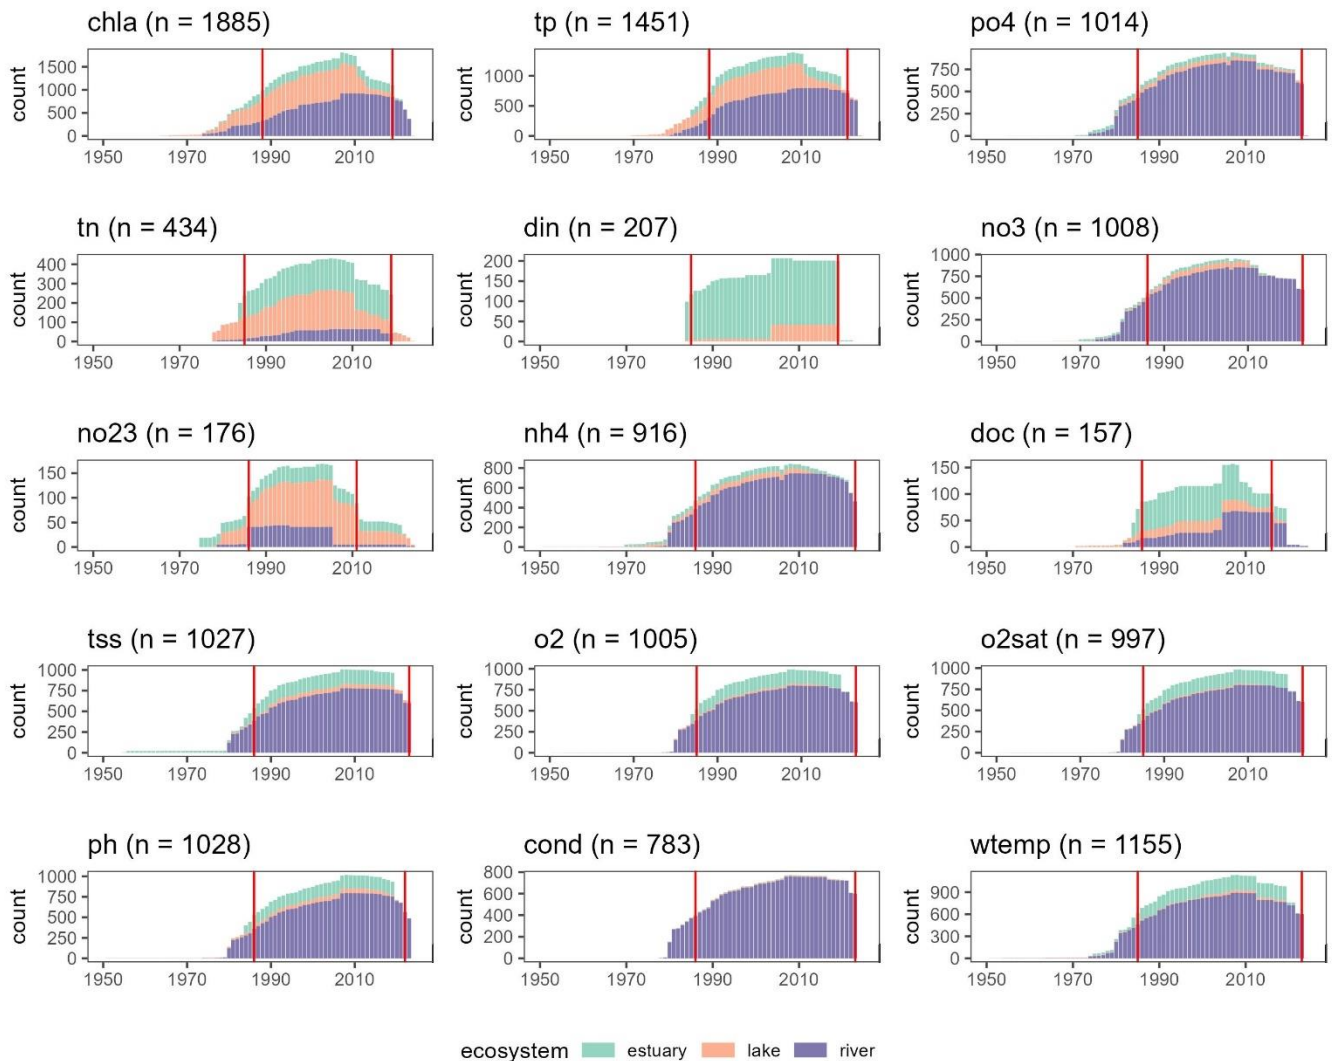 chla (n = 1885)
count
1500
1000
500
0
1950 1970 1990 2010
tp (n = 1451)
count
1000
500
0
1950 1970 1990 2010
po4 (n = 1014)
count
750
500
250
0
1950 1970 1990 2010
tn (n = 434)
count
400
300
200
100
0
1950 1970 1990 2010
din (n = 207)
count
200
150
100
50
0
1950 1970 1990 2010
no3 (n = 1008)
count
1000
750
500
250
0
1950 1970 1990 2010
no23 (n = 176)
count
150
100
50
0
1950 1970 1990 2010
nh4 (n = 916)
count
800
600
400
200
0
1950 1970 1990 2010
doc (n = 157)
count
150
100
50
0
1950 1970 1990 2010
tss (n = 1027)
count
1000
750
500
250
0
1950 1970 1990 2010
o2 (n = 1005)
count
1000
750
500
250
0
1950 1970 1990 2010
o2sat (n = 997)
count
1000
750
500
250
0
1950 1970 1990 2010
ph (n = 1028)
count
1000
750
500
250
0
1950 1970 1990 2010
cond (n = 783)
count
800
600
400
200
0
1950 1970 1990 2010
wtemp (n = 1155)
count
900
600
300
0
1950 1970 1990 2010
ecosystem estuary lake river